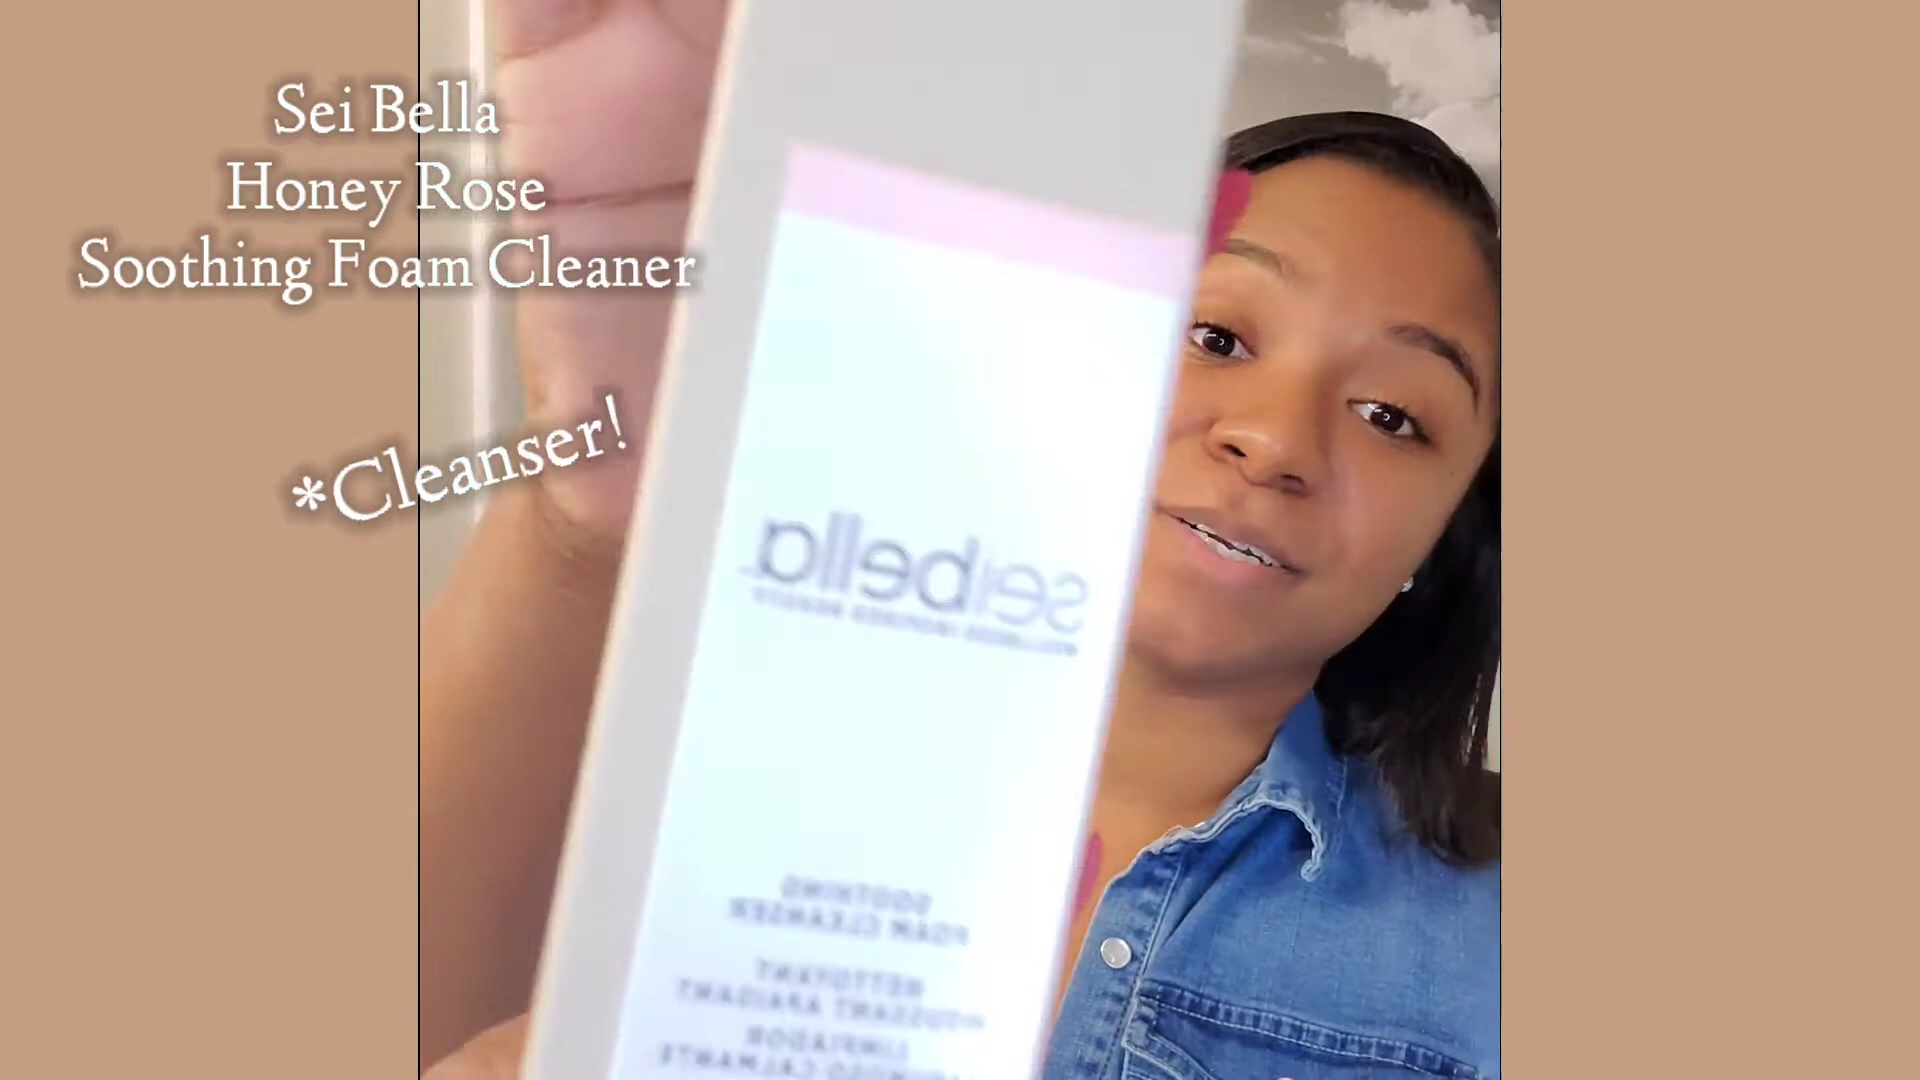 Sei Bella
Honey Rose
Soothing Foam Cleaner
*Cleanser!
seibella
WELLNESS INSPIRED BEAUTY
SOOTHING
FOAM CLEANSER
NETTOYANT
MOUSSANT APAISANT
LIMPIADOR
CALMANTE